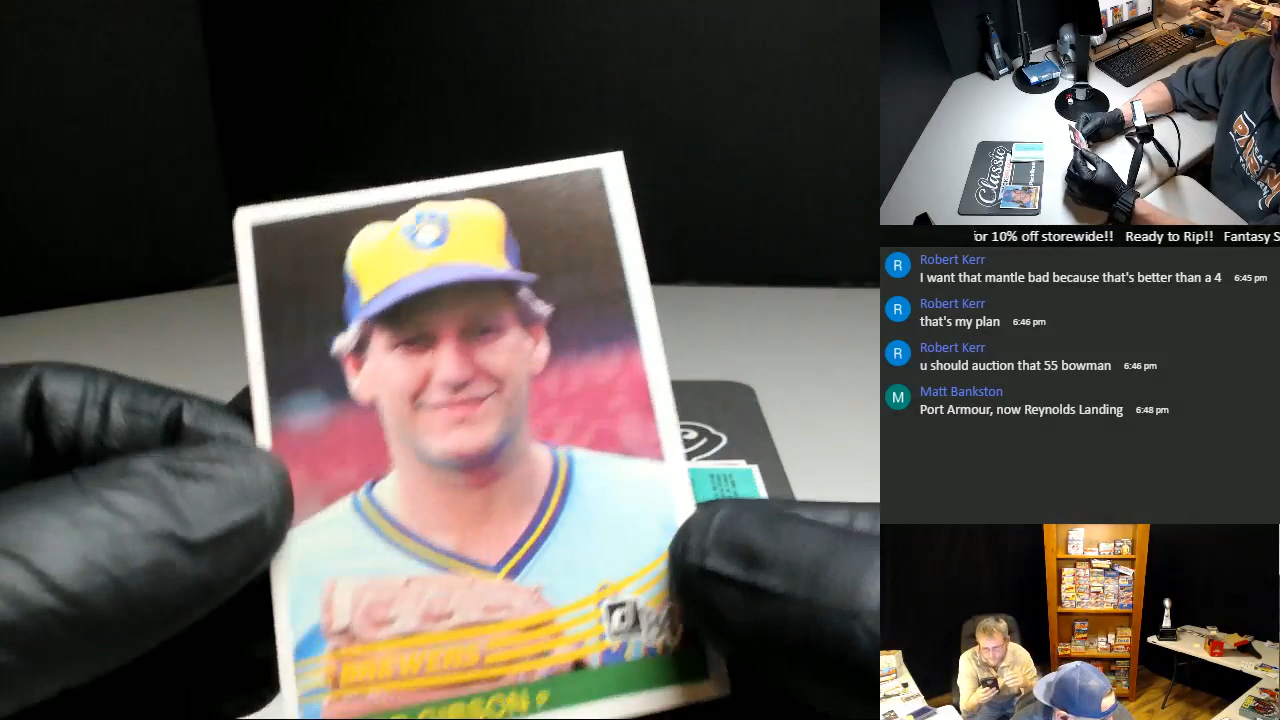 BREWERS
GIBSON P
Classic
or 10% off storewide!! Ready to Rip!! Fantasy S
R
Robert Kerr
I want that mantle bad because that's better than a 4 6:45 pm
R
Robert Kerr
that's my plan 6:46 pm
R
Robert Kerr
u should auction that 55 bowman 6:46 pm
M
Matt Bankston
Port Armour, now Reynolds Landing 6:48 pm